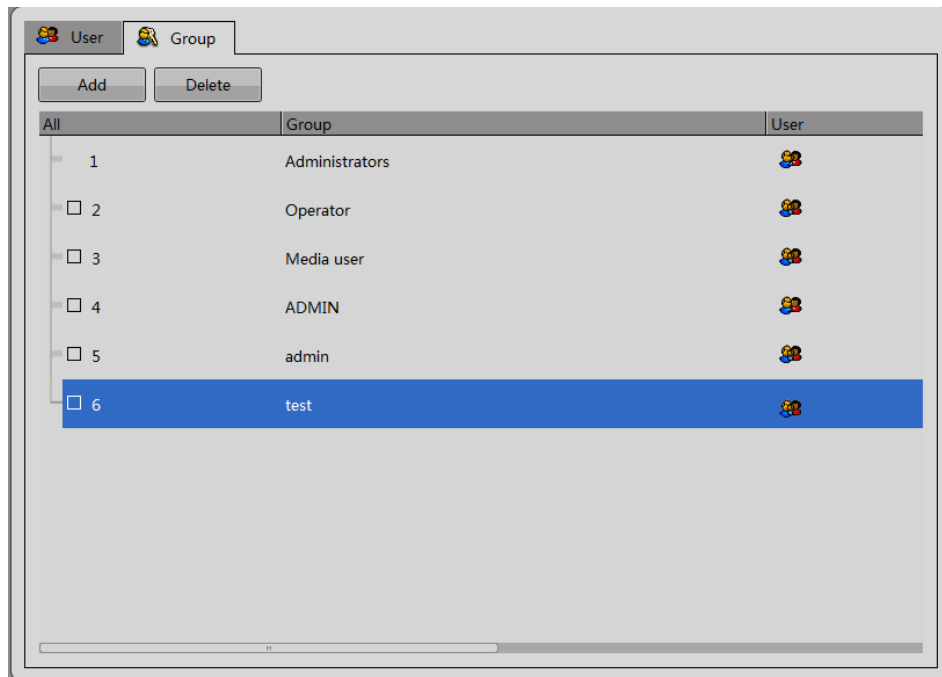 User Group
Add Delete
All Group User
1 Administrators
2 Operator
3 Media user
4 ADMIN
5 admin
6 test